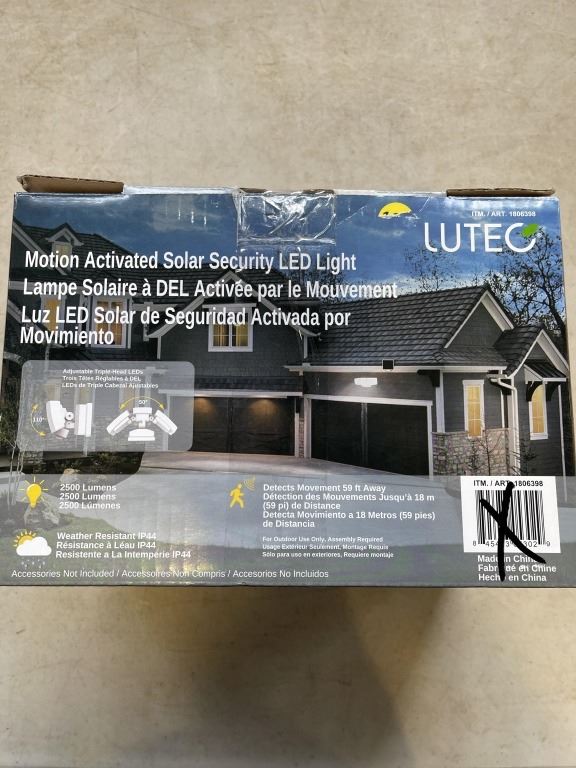 ITM. / ART. 1806398
LUTEC
Motion Activated Solar Security LED Light
Lampe Solaire à DEL Activée par le Mouvement
Luz LED Solar de Seguridad Activada por
Movimiento
Adjustable Triple-Head LEDs
Trois Têtes Réglables à DEL
LEDs de Triple Cabezal Ajustables
110°
50°
2500 Lumens
2500 Lumens
2500 Lúmenes
Detects Movement 59 ft Away
Détection des Mouvements Jusqu'à 18 m
(59 pi) de Distance
Detecta Movimiento a 18 Metros (59 pies)
de Distancia
Weather Resistant IP44
Résistance à Léau IP44
Resistente a La Intemperie IP44
For Outdoor Use Only, Assembly Required
Usage Extérieur Seulement, Montage Requis
Sólo para uso en exteriores, Requiere montaje
ITM. / ART. 1806398
Made in China
Fabriqué en Chine
Hecho en China
Accessories Not Included / Accessoires Non Compris / Accesorios No Incluidos